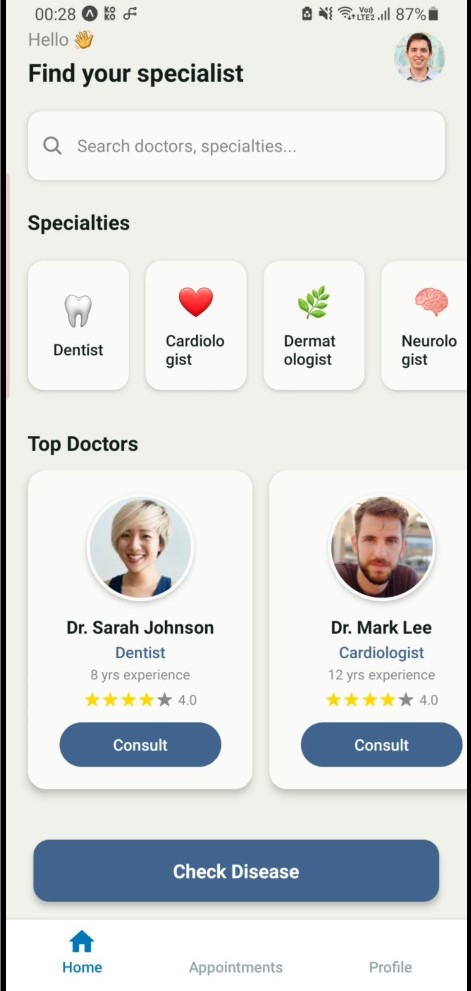 00:28 KO KO Vo) LTE2 87%
Hello 👋
Find your specialist
Search doctors, specialties...
Specialties
Dentist
Cardiolo
gist
Dermat
ologist
Neurolo
gist
Top Doctors
Dr. Sarah Johnson
Dentist
8 yrs experience
4.0
Consult
Dr. Mark Lee
Cardiologist
12 yrs experience
4.0
Consult
Check Disease
Home
Appointments
Profile